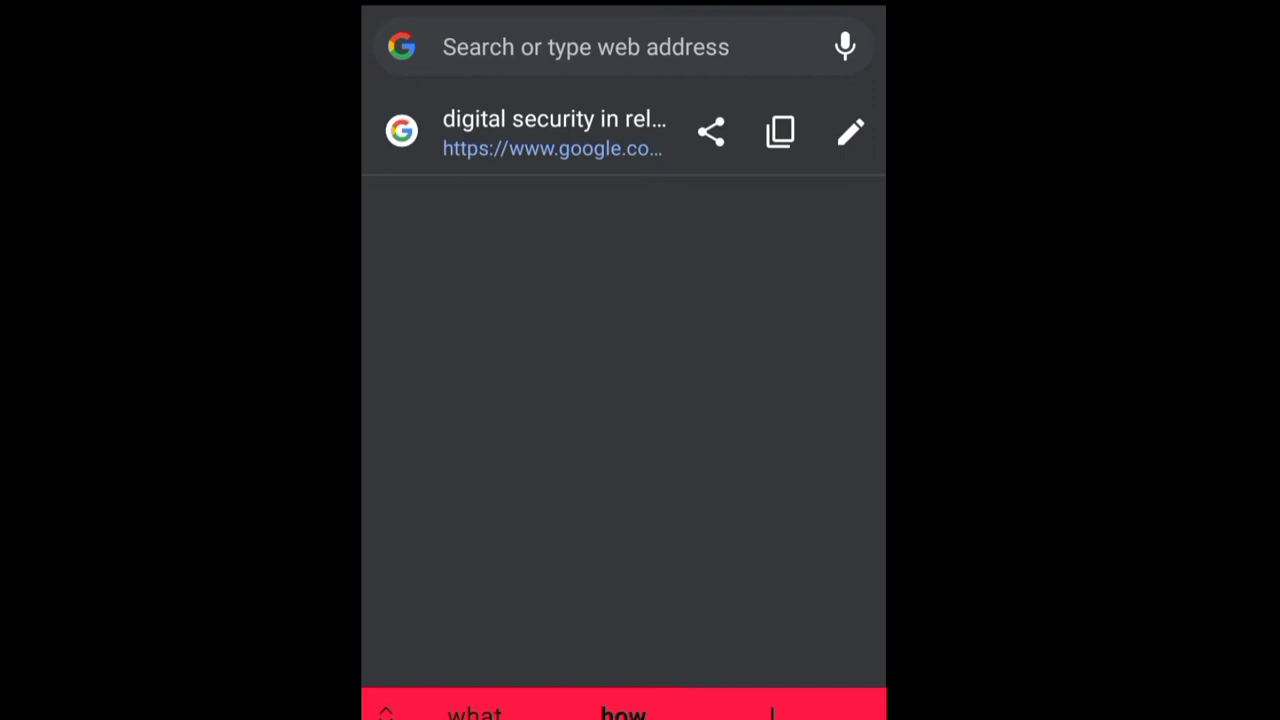 Search or type web address
digital security in rel...
https://www.google.co...
what how I